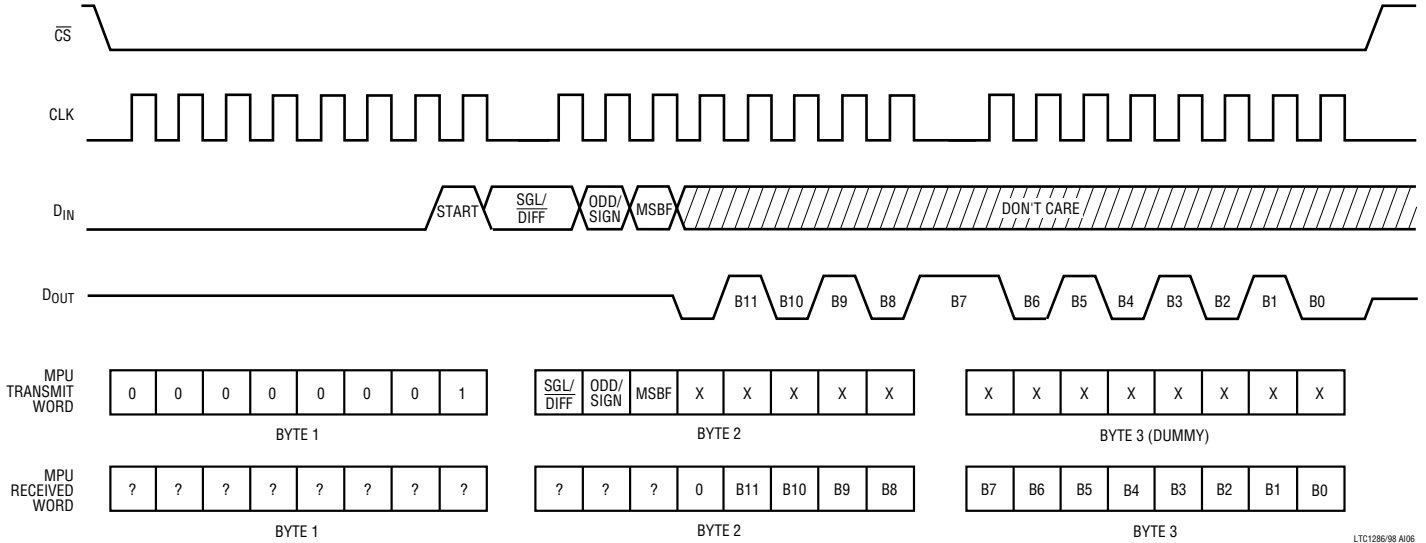 CS
CLK
DIN
START SGL/ DIFF ODD/ SIGN MSBF DON'T CARE
DOUT
B11 B10 B9 B8 B7 B6 B5 B4 B3 B2 B1 B0
MPU TRANSMIT WORD
0 0 0 0 0 0 0 1
SGL/ DIFF ODD/ SIGN MSBF X X X X X
X X X X X X X X
BYTE 1
BYTE 2
BYTE 3 (DUMMY)
MPU RECEIVED WORD
? ? ? ? ? ? ? ?
? ? ? 0 B11 B10 B9 B8
B7 B6 B5 B4 B3 B2 B1 B0
BYTE 1
BYTE 2
BYTE 3
LTC1286/98 AI06